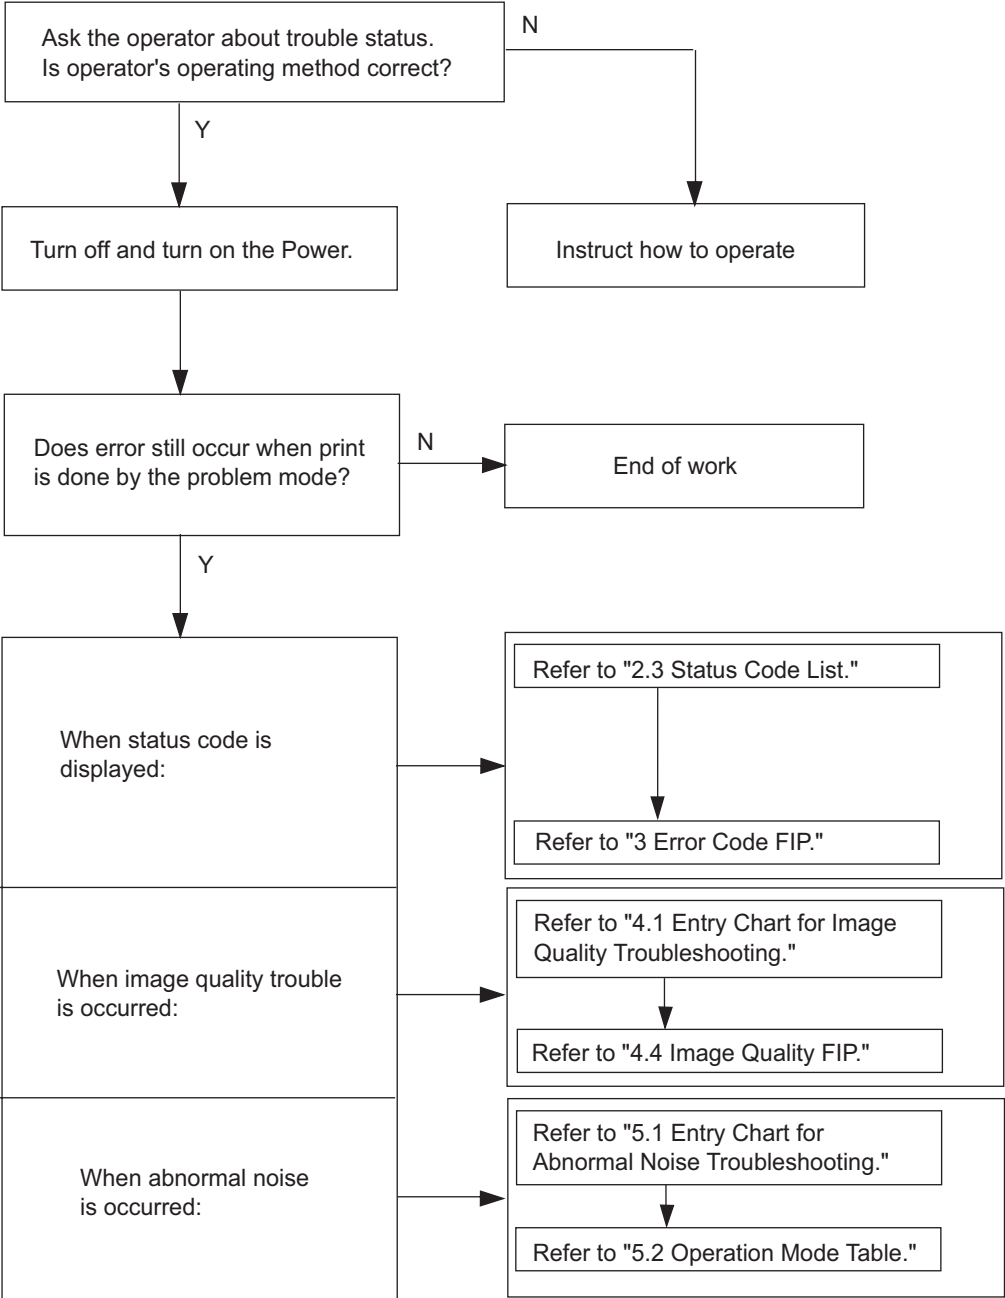 Ask the operator about trouble status.
Is operator's operating method correct?
N
Y
Turn off and turn on the Power.
Instruct how to operate
Does error still occur when print
is done by the problem mode?
N
End of work
Y
When status code is
displayed:
Refer to "2.3 Status Code List."
Refer to "3 Error Code FIP."
When image quality trouble
is occurred:
Refer to "4.1 Entry Chart for Image
Quality Troubleshooting."
Refer to "4.4 Image Quality FIP."
When abnormal noise
is occurred:
Refer to "5.1 Entry Chart for
Abnormal Noise Troubleshooting."
Refer to "5.2 Operation Mode Table."